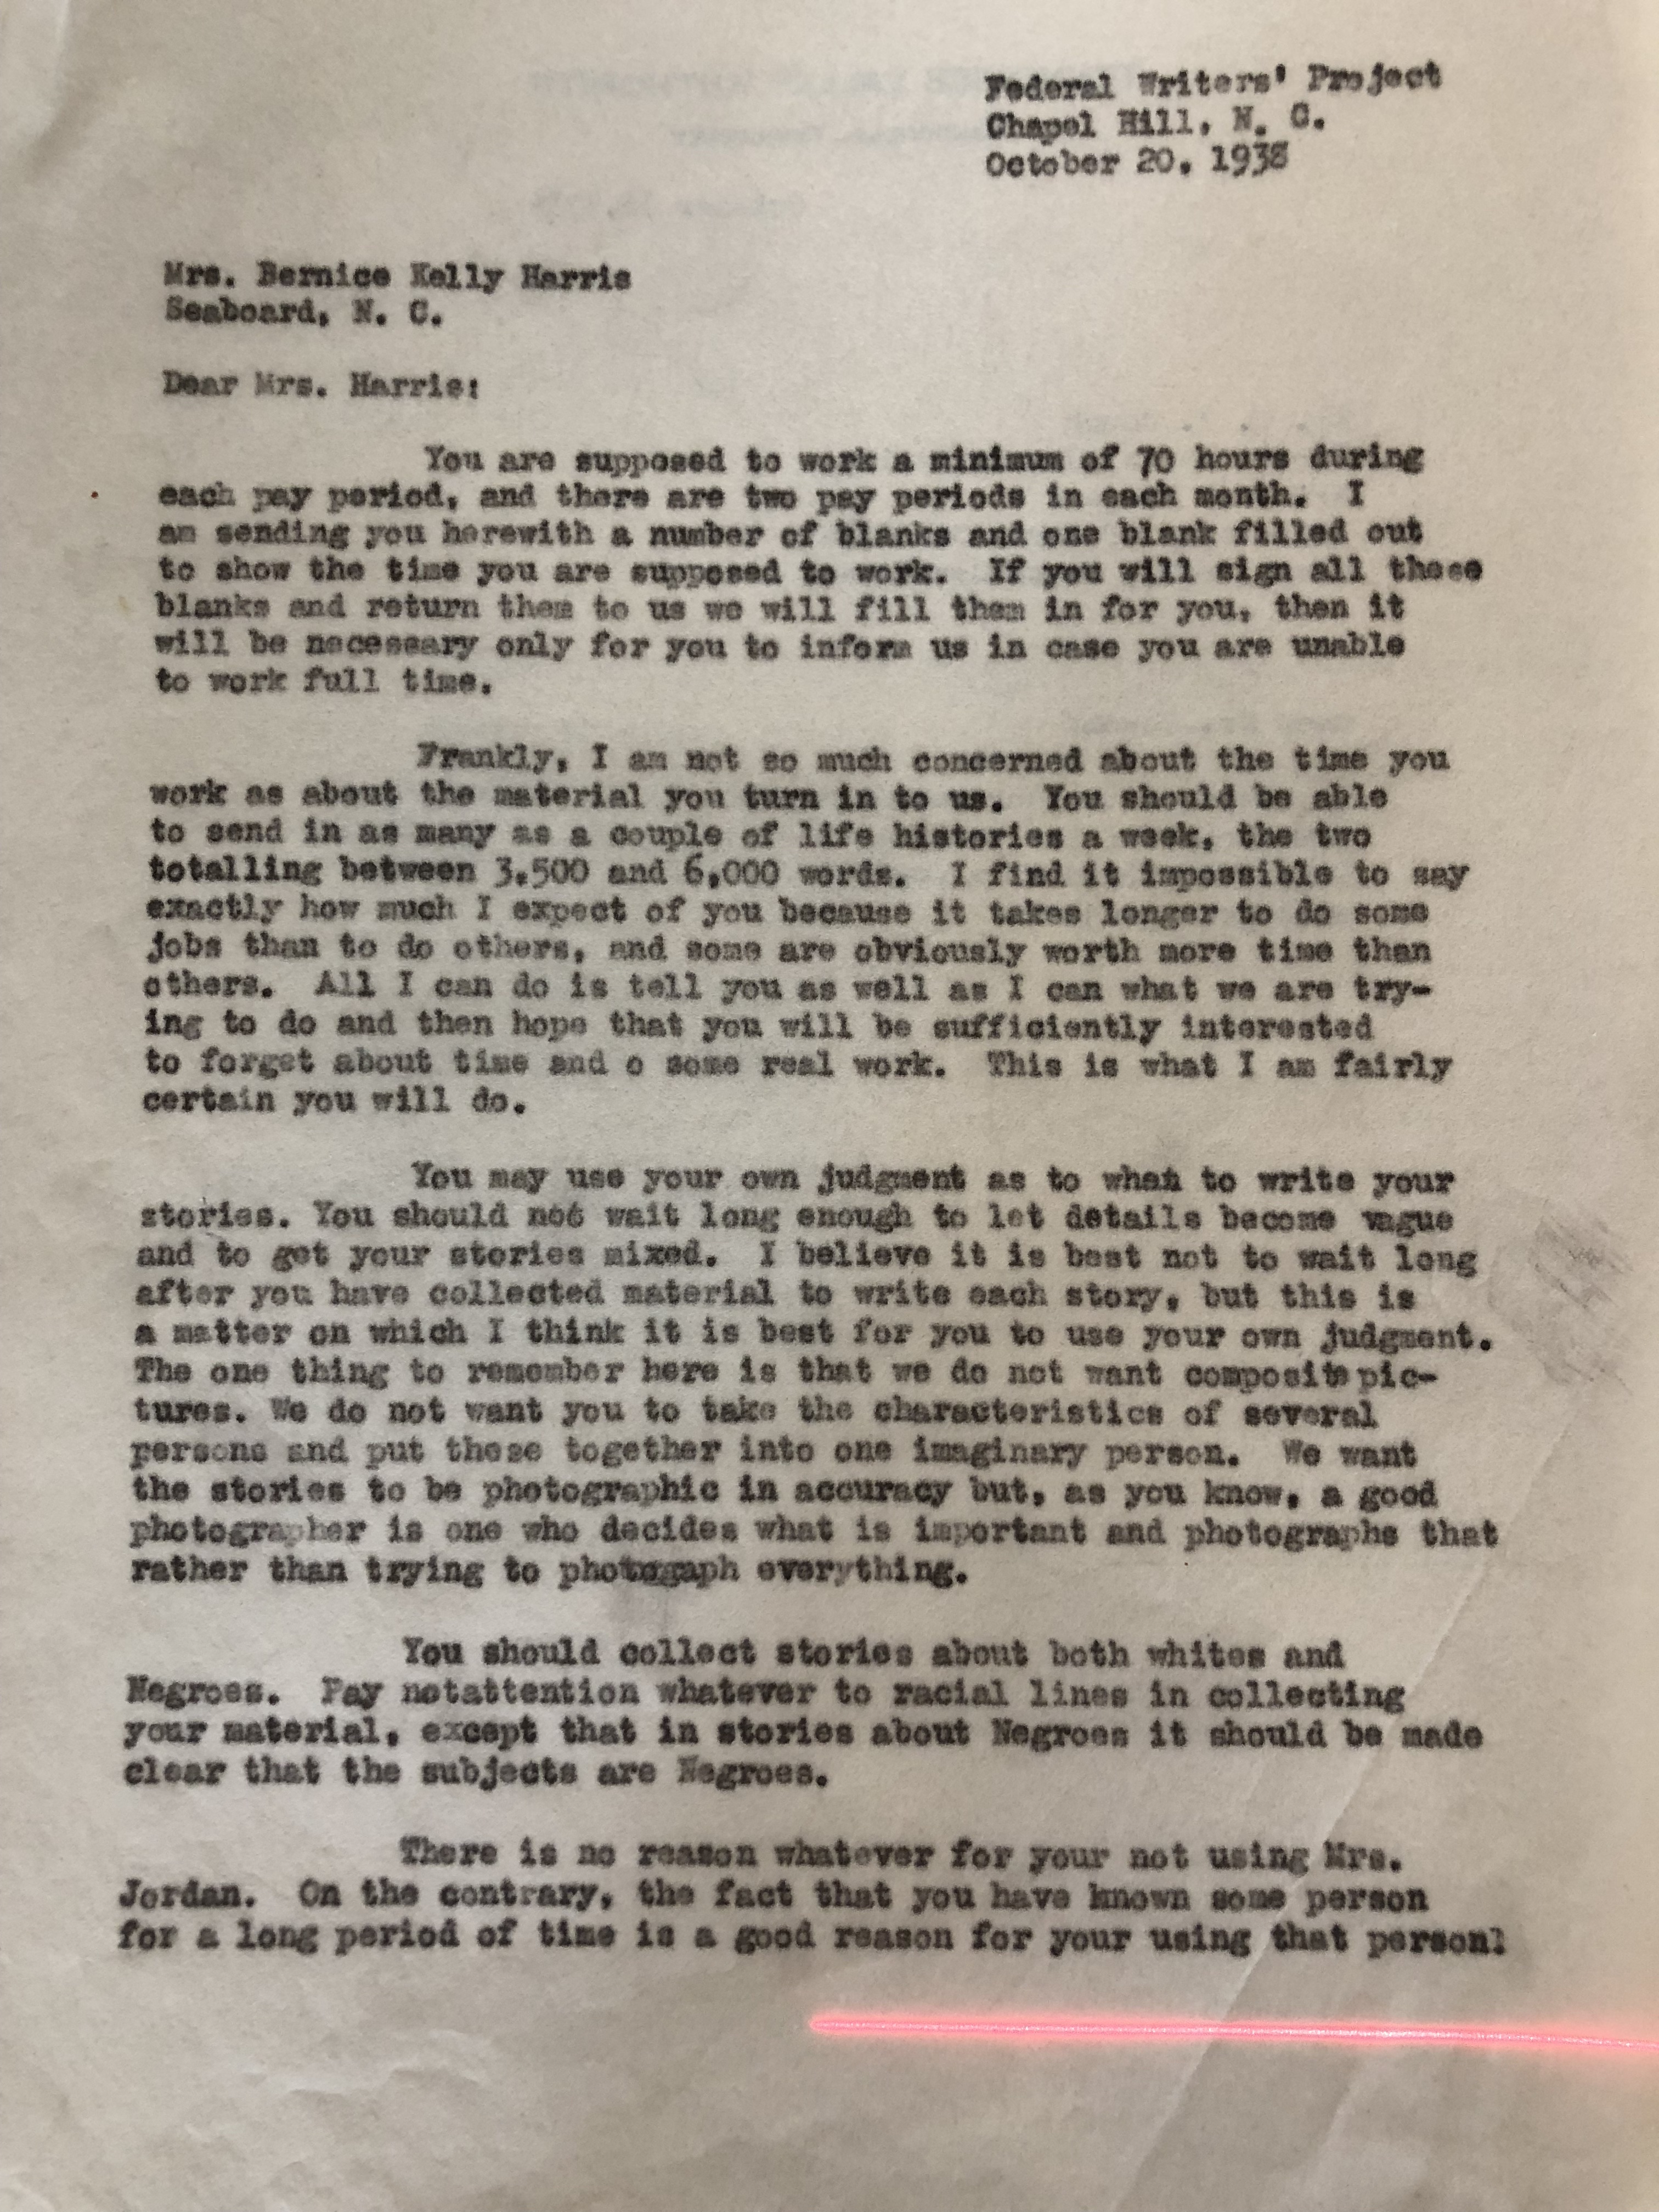 Federal Writers' Project
Chapel Hill, N. C.
October 20, 1938
Mrs. Bernice Kelly Harris
Seaboard, N. C.
Dear Mrs. Harris:
You are supposed to work a minimum of 70 hours during
each pay period, and there are two pay periods in each month. I
am sending you herewith a number of blanks and one blank filled out
to show the time you are supposed to work. If you will sign all these
blanks and return them to us we will fill them in for you, then it
will be necessary only for you to inform us in case you are unable
to work full time.
Frankly, I am not so much concerned about the time you
work as about the material you turn in to us. You should be able
to send in as many as a couple of life histories a week, the two
totalling between 3,500 and 6,000 words. I find it impossible to say
exactly how much I expect of you because it takes longer to do some
jobs than to do others, and some are obviously worth more time than
others. All I can do is tell you as well as I can what we are try-
ing to do and then hope that you will be sufficiently interested
to forget about time and o some real work. This is what I am fairly
certain you will do.
You may use your own judgment as to when to write your
stories. You should not wait long enough to let details become vague
and to get your stories mixed. I believe it is best not to wait long
after you have collected material to write each story, but this is
a matter on which I think it is best for you to use your own judgment.
The one thing to remember here is that we do not want composite pic-
tures. We do not want you to take the characteristics of several
persons and put these together into one imaginary person. We want
the stories to be photographic in accuracy but, as you know, a good
photographer is one who decides what is important and photographs that
rather than trying to photogaph everything.
You should collect stories about both whites and
Negroes. Pay notattention whatever to racial lines in collecting
your material, except that in stories about Negroes it should be made
clear that the subjects are Negroes.
There is no reason whatever for your not using Mrs.
Jordan. On the contrary, the fact that you have known some person
for a long period of time is a good reason for your using that person.